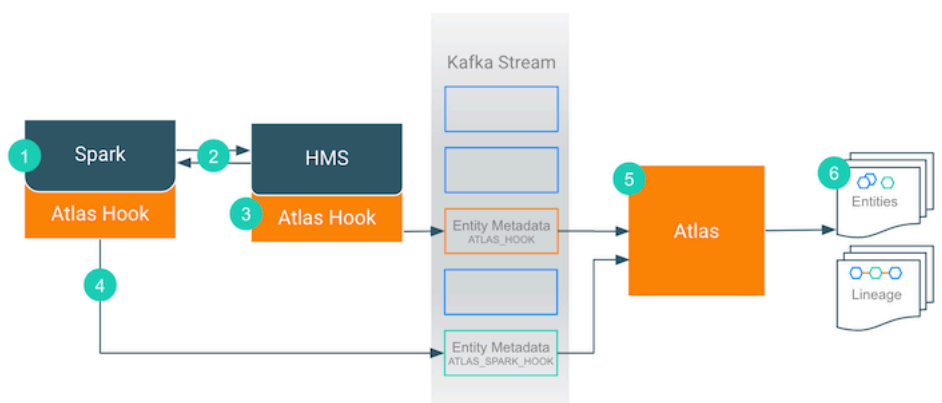 Kafka Stream
1
Spark
Atlas Hook
2
HMS
3
Atlas Hook
4
Entity Metadata
ATLAS_HOOK
Entity Metadata
ATLAS_SPARK_HOOK
5
Atlas
6
Entities
Lineage